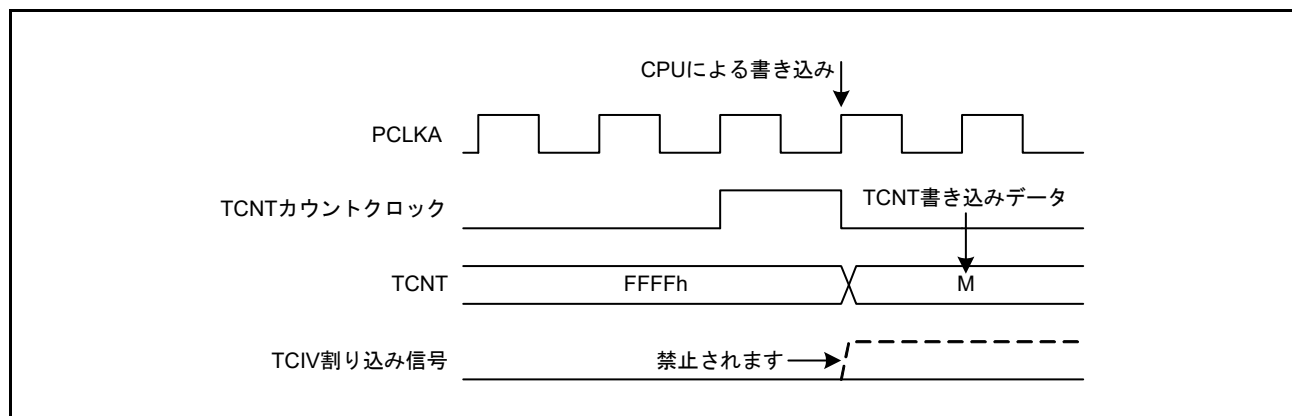 CPUによる書き込み
PCLKA
TCNTカウントクロック
TCNT書き込みデータ
TCNT
FFFFh
M
TCIV割り込み信号
禁止されます